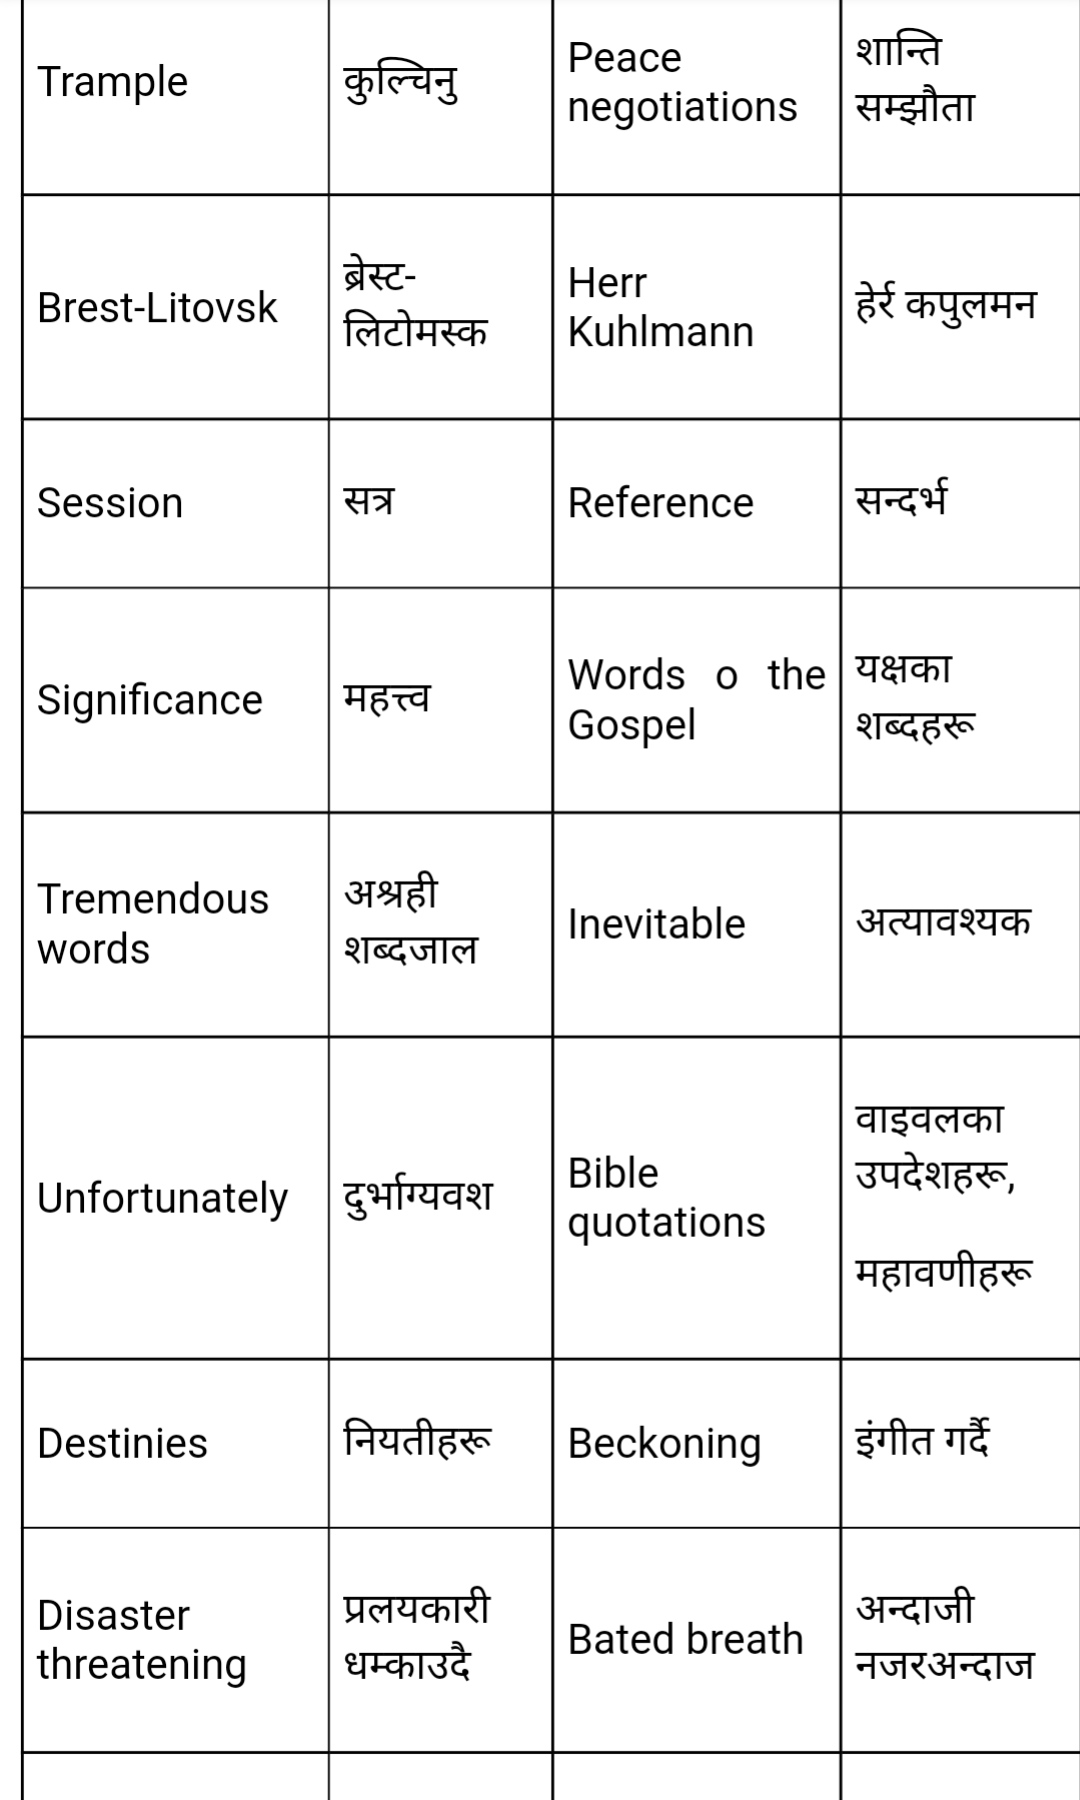 Trample
कुल्चिनु
Peace
negotiations
शान्ति
सम्झौता
Brest-Litovsk
ब्रेस्ट-
लिटोमस्क
Herr
Kuhlmann
हेर्र कपुलमन
Session
सत्र
Reference
सन्दर्भ
Significance
महत्त्व
Words o the
Gospel
यक्षका
शब्दहरू
Tremendous
words
अश्रही
शब्दजाल
Inevitable
अत्यावश्यक
Unfortunately
दुर्भाग्यवश
Bible
quotations
वाइवलका
उपदेशहरू,
महावणीहरू
Destinies
नियतीहरू
Beckoning
इंगीत गर्दै
Disaster
threatening
प्रलयकारी
धम्काउदै
Bated breath
अन्दाजी
नजरअन्दाज